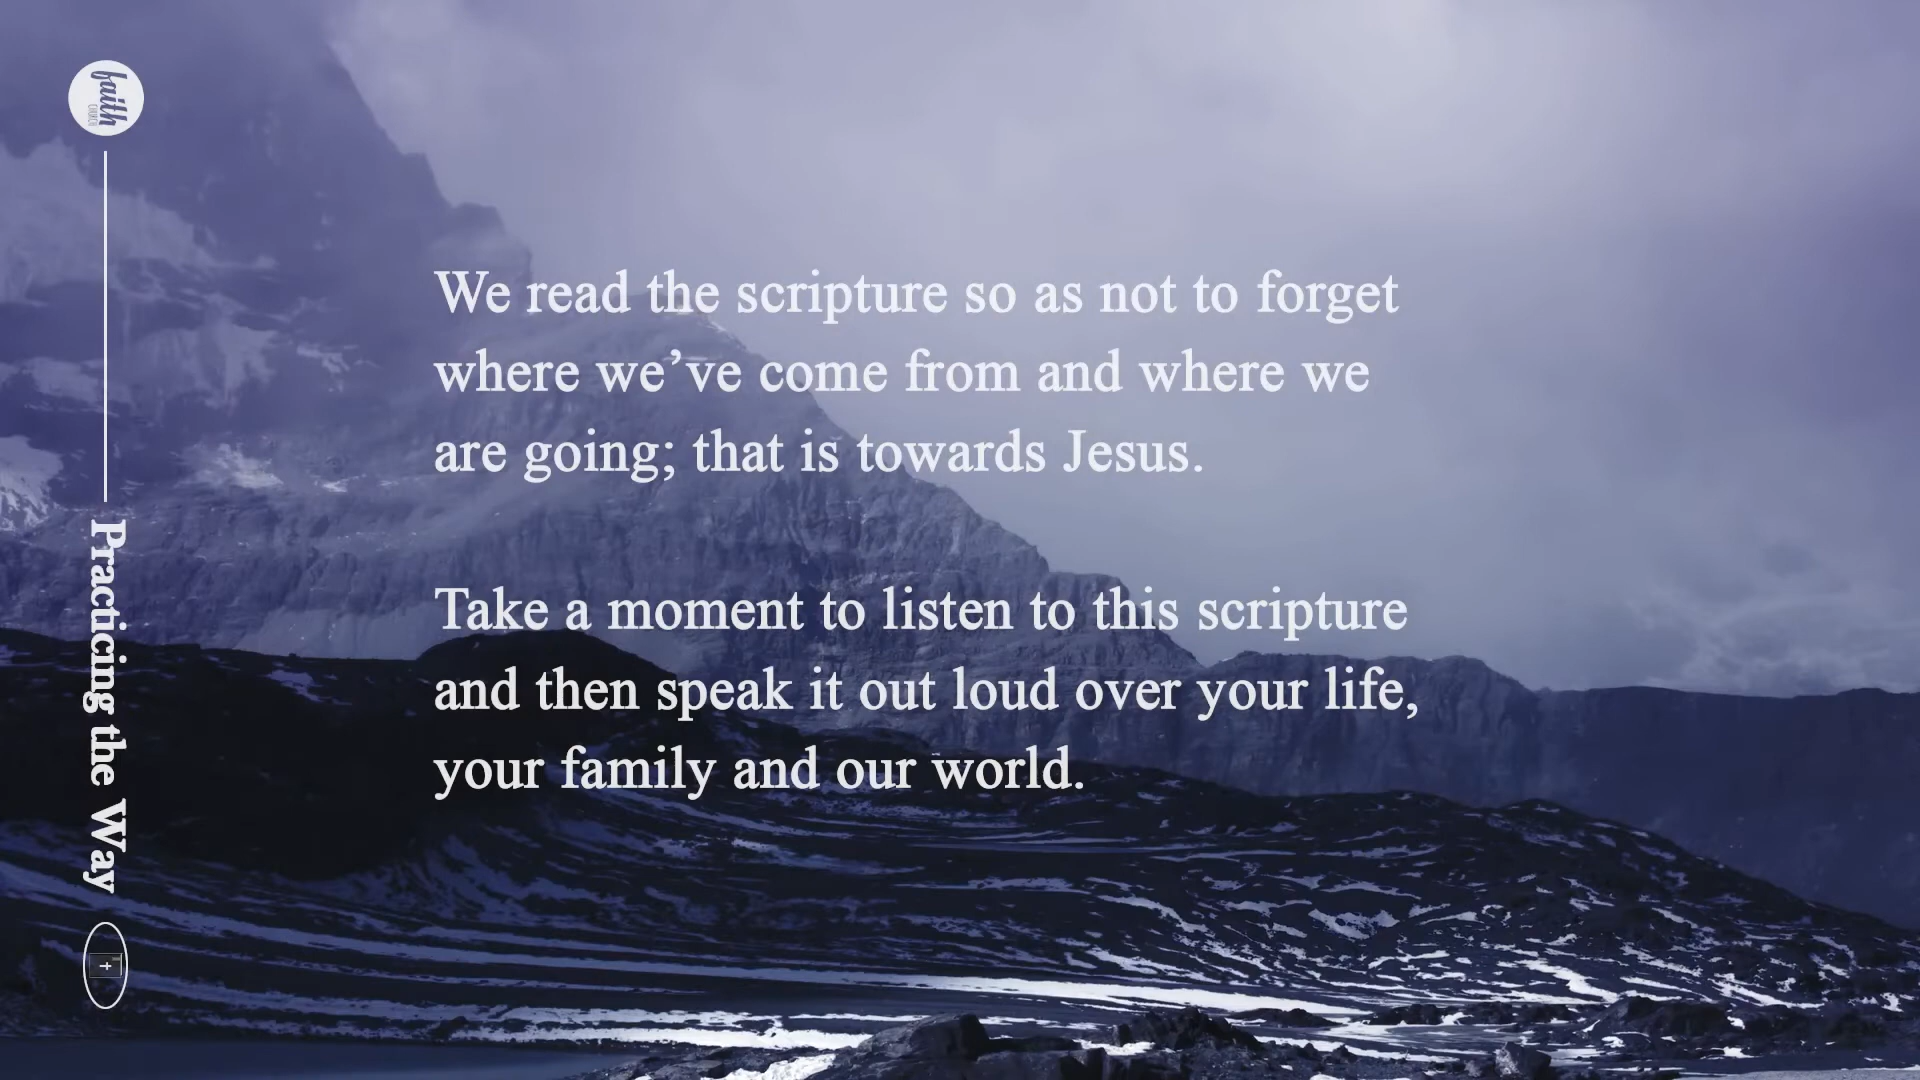 faith
CHURCH
Practicing the Way
We read the scripture so as not to forget
where we’ve come from and where we
are going; that is towards Jesus.
Take a moment to listen to this scripture
and then speak it out loud over your life,
your family and our world.